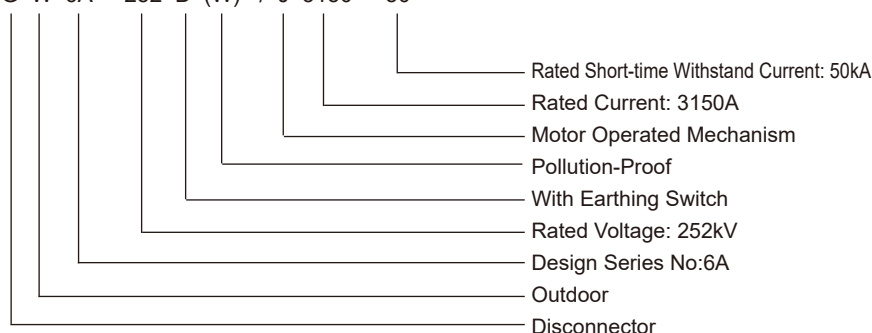 Rated Short-time Withstand Current: 50kA
Rated Current: 3150A
Motor Operated Mechanism
Pollution-Proof
With Earthing Switch
Rated Voltage: 252kV
Design Series No:6A
Outdoor
Disconnector